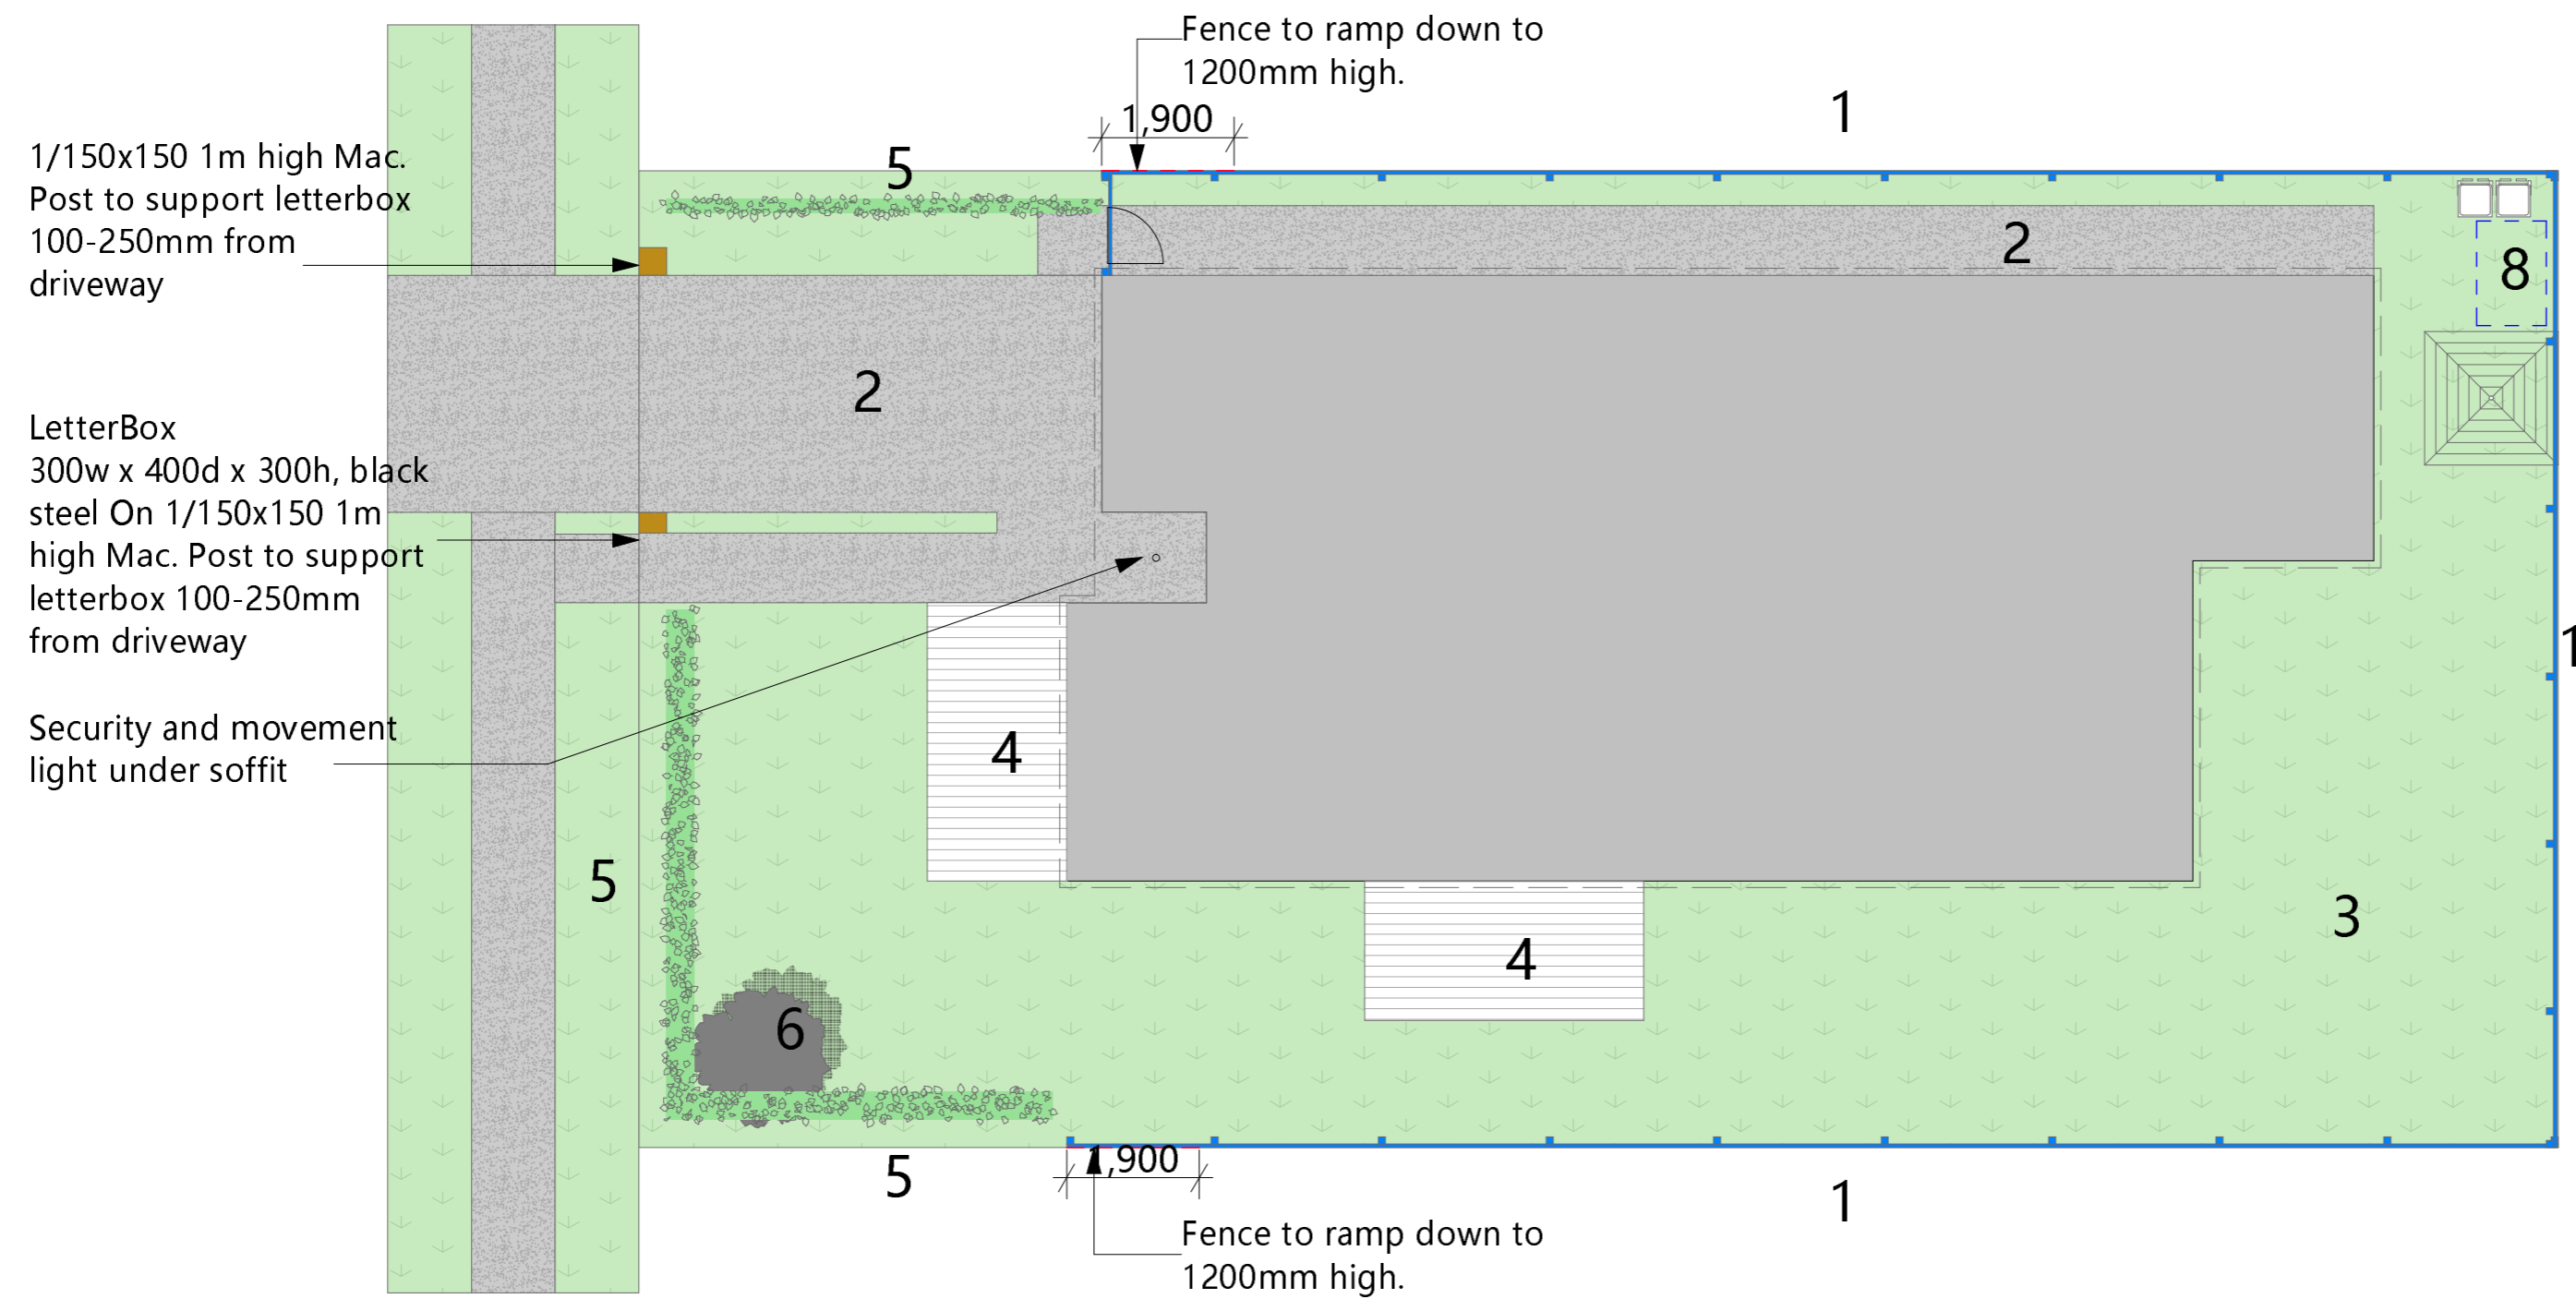 Fence to ramp down to
1200mm high.
1,900
1
5
1/150x150 1m high Mac.
Post to support letterbox
100-250mm from
driveway
2
8
2
LetterBox
300w x 400d x 300h, black
steel On 1/150x150 1m
high Mac. Post to support
letterbox 100-250mm
from driveway
1
Security and movement
light under soffit
4
5
3
4
6
1,900
5
1
Fence to ramp down to
1200mm high.